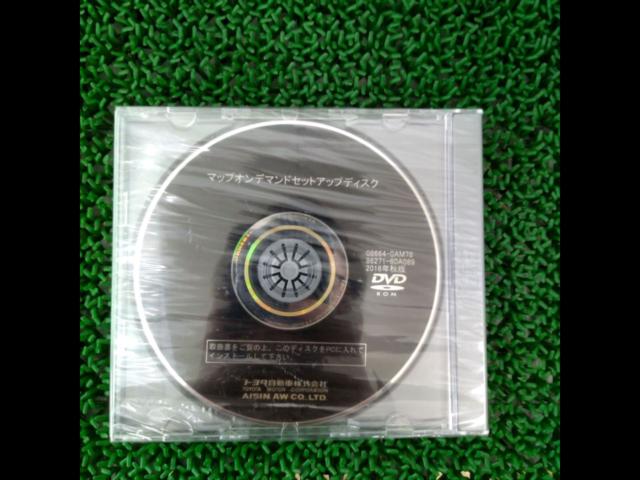 マップオンデマンドセットアップディスク
08664-0AM78
86271-60A089
2016年秋版
DVD
ROM
取扱書をご覧の上、このディスクをPCに入れて
インストールして下さい。
トヨタ自動車株式会社
TOYOTA MOTOR CORPORATION
AISIN AW CO.,LTD